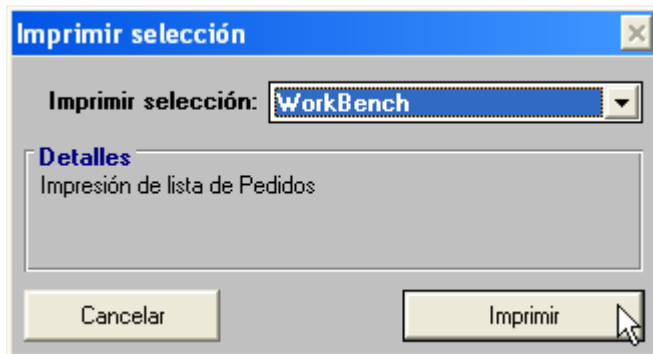 Imprimir selección
Imprimir selección: WorkBench
Detalles
Impresión de lista de Pedidos
Cancelar Imprimir